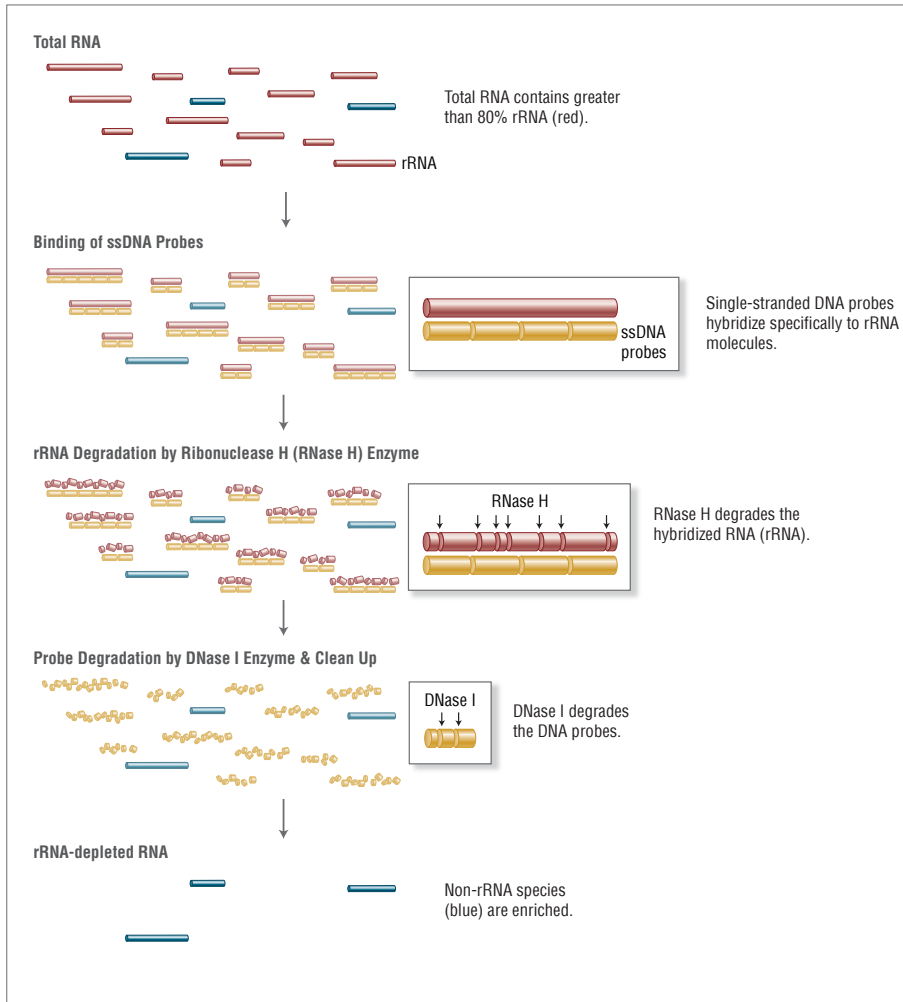 Total RNA
Total RNA contains greater
than 80% rRNA (red).
rRNA
Binding of ssDNA Probes
ssDNA
probes
Single-stranded DNA probes
hybridize specifically to rRNA
molecules.
rRNA Degradation by Ribonuclease H (RNase H) Enzyme
RNase H
RNase H degrades the
hybridized RNA (rRNA).
Probe Degradation by DNase I Enzyme & Clean Up
DNase I
DNase I degrades
the DNA probes.
rRNA-depleted RNA
Non-rRNA species
(blue) are enriched.